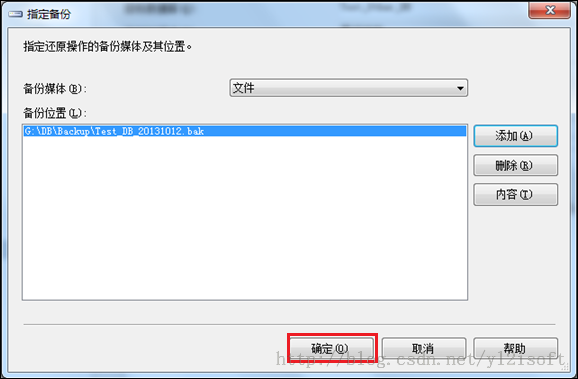 指定备份
指定还原操作的备份媒体及其位置。
备份媒体(B):
文件
备份位置(L):
G:\DB\Backup\Test_DB_20131012.bak
添加(A)
删除(R)
内容(T)
确定(O)
取消
帮助
http://blog.csdn.net/y121soft